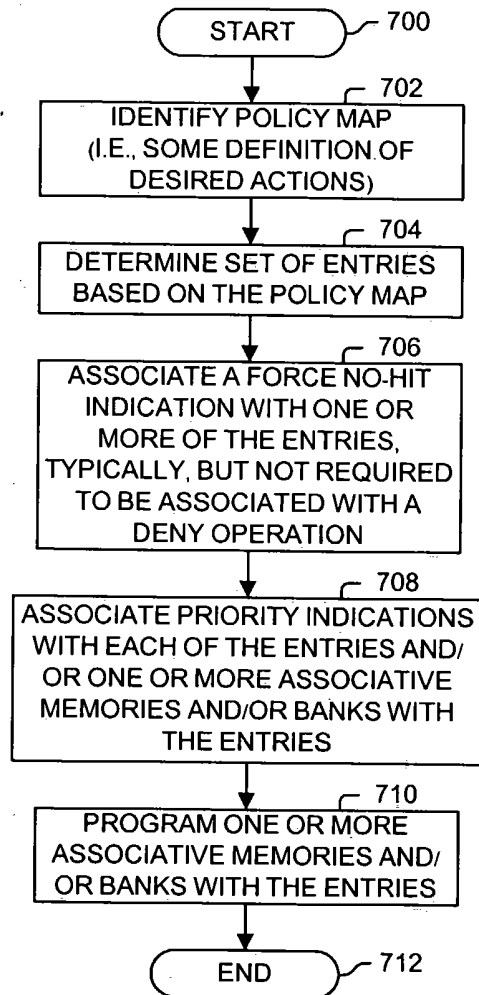 START
700
702
IDENTIFY POLICY MAP
(I.E., SOME DEFINITION OF
DESIRED ACTIONS)
704
DETERMINE SET OF ENTRIES
BASED ON THE POLICY MAP
706
ASSOCIATE A FORCE NO-HIT
INDICATION WITH ONE OR
MORE OF THE ENTRIES,
TYPICALLY, BUT NOT REQUIRED
TO BE ASSOCIATED WITH A
DENY OPERATION
708
ASSOCIATE PRIORITY INDICATIONS
WITH EACH OF THE ENTRIES AND/
OR ONE OR MORE ASSOCIATIVE
MEMORIES AND/OR BANKS WITH
THE ENTRIES
710
PROGRAM ONE OR MORE
ASSOCIATIVE MEMORIES AND/
OR BANKS WITH THE ENTRIES
END
712